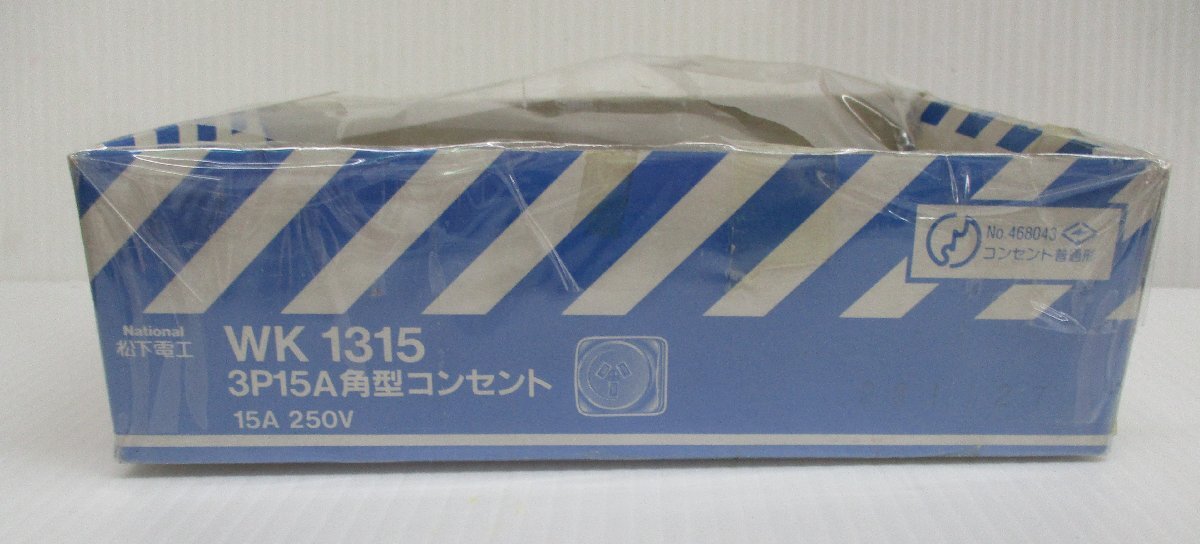 No.468043
コンセント普通形
National
松下電工
WK 1315
3P15A角型コンセント
15A 250V